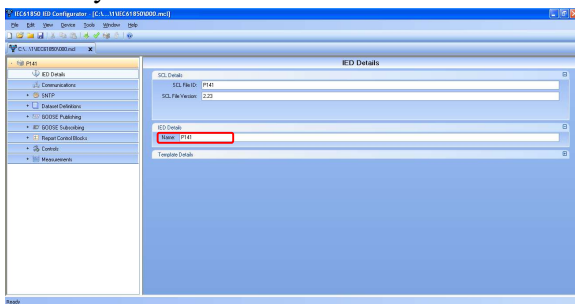 IEC61850 IED Configurator - [C:\...\1\IEC61850\000.mcl]
File Edit View Device Tools Window Help
C:\...\1\IEC61850\000.mcl x
P141
IED Details
Communications
SNTP
Dataset Definitions
GOOSE Publishing
GOOSE Subscribing
Report Control Blocks
Controls
Measurements
IED Details
SCL Details
SCL File ID: P141
SCL File Version: 2.23
IED Details
Name: P141
Template Details
Ready